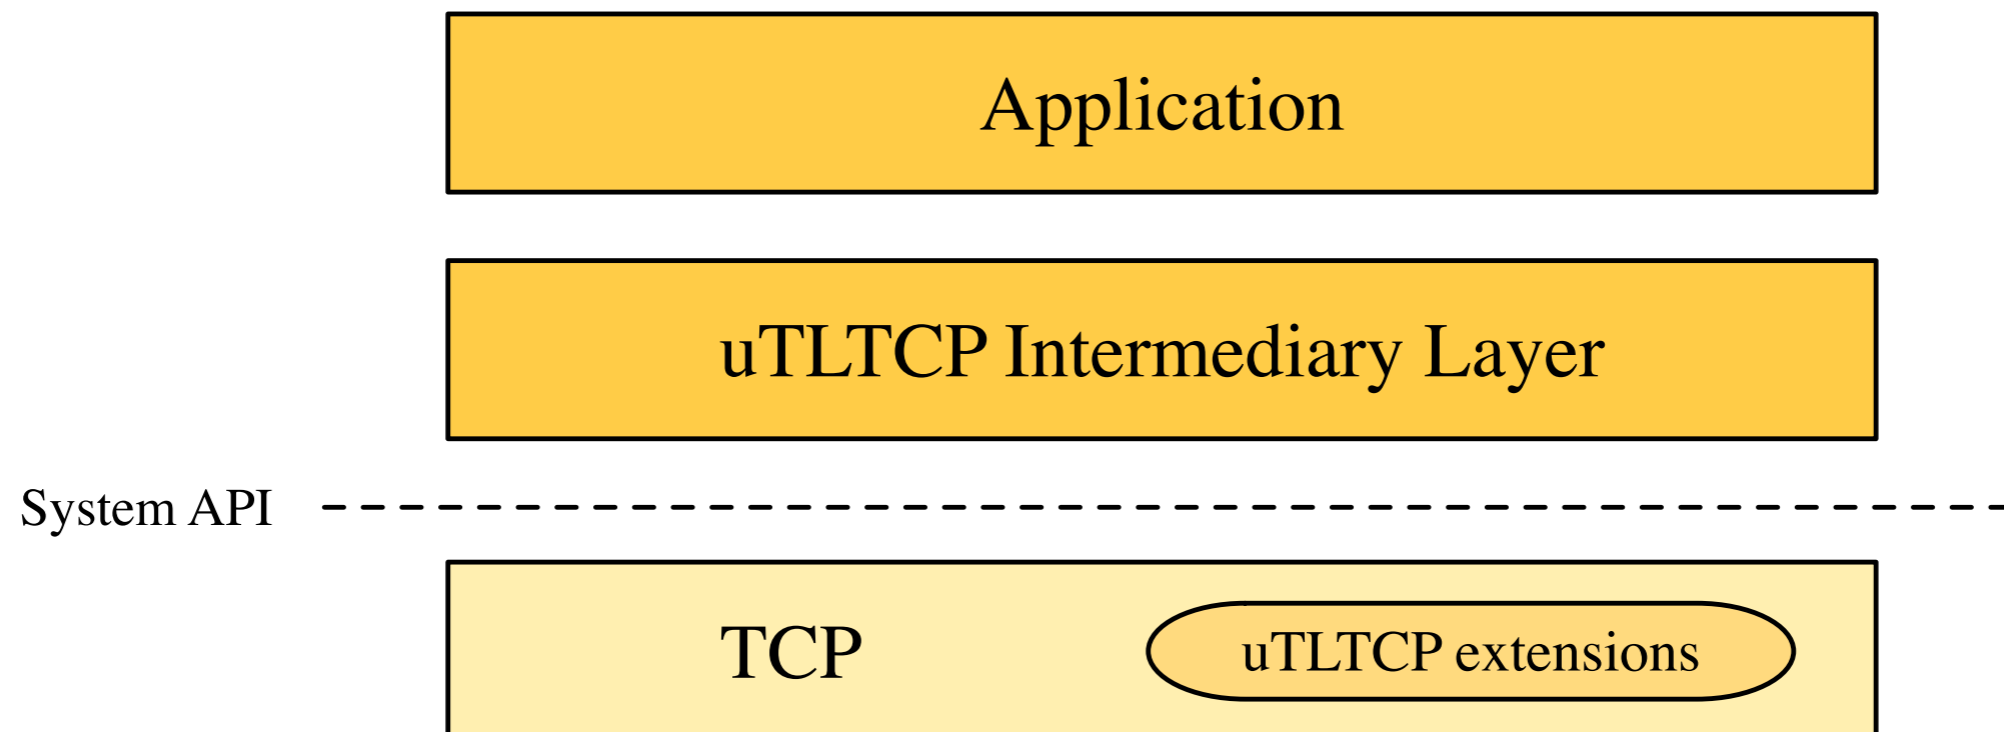 Application
uTLTCP Intermediary Layer
System API
TCP
uTLTCP extensions